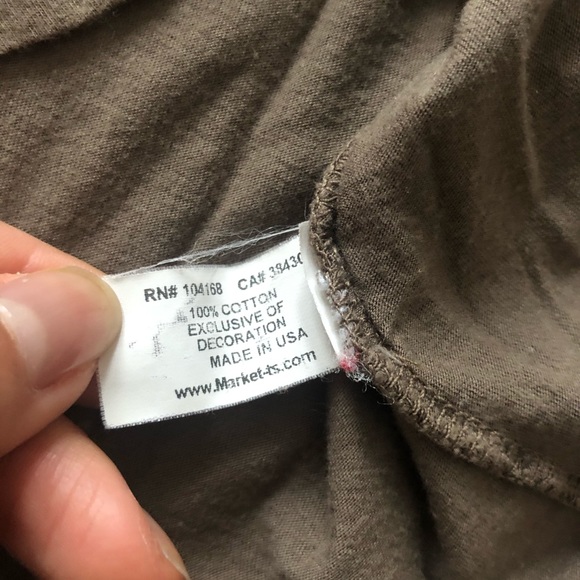 RN# 104168 CA# 38430
100% COTTON
EXCLUSIVE OF
DECORATION
MADE IN USA
www.Market-ts.com